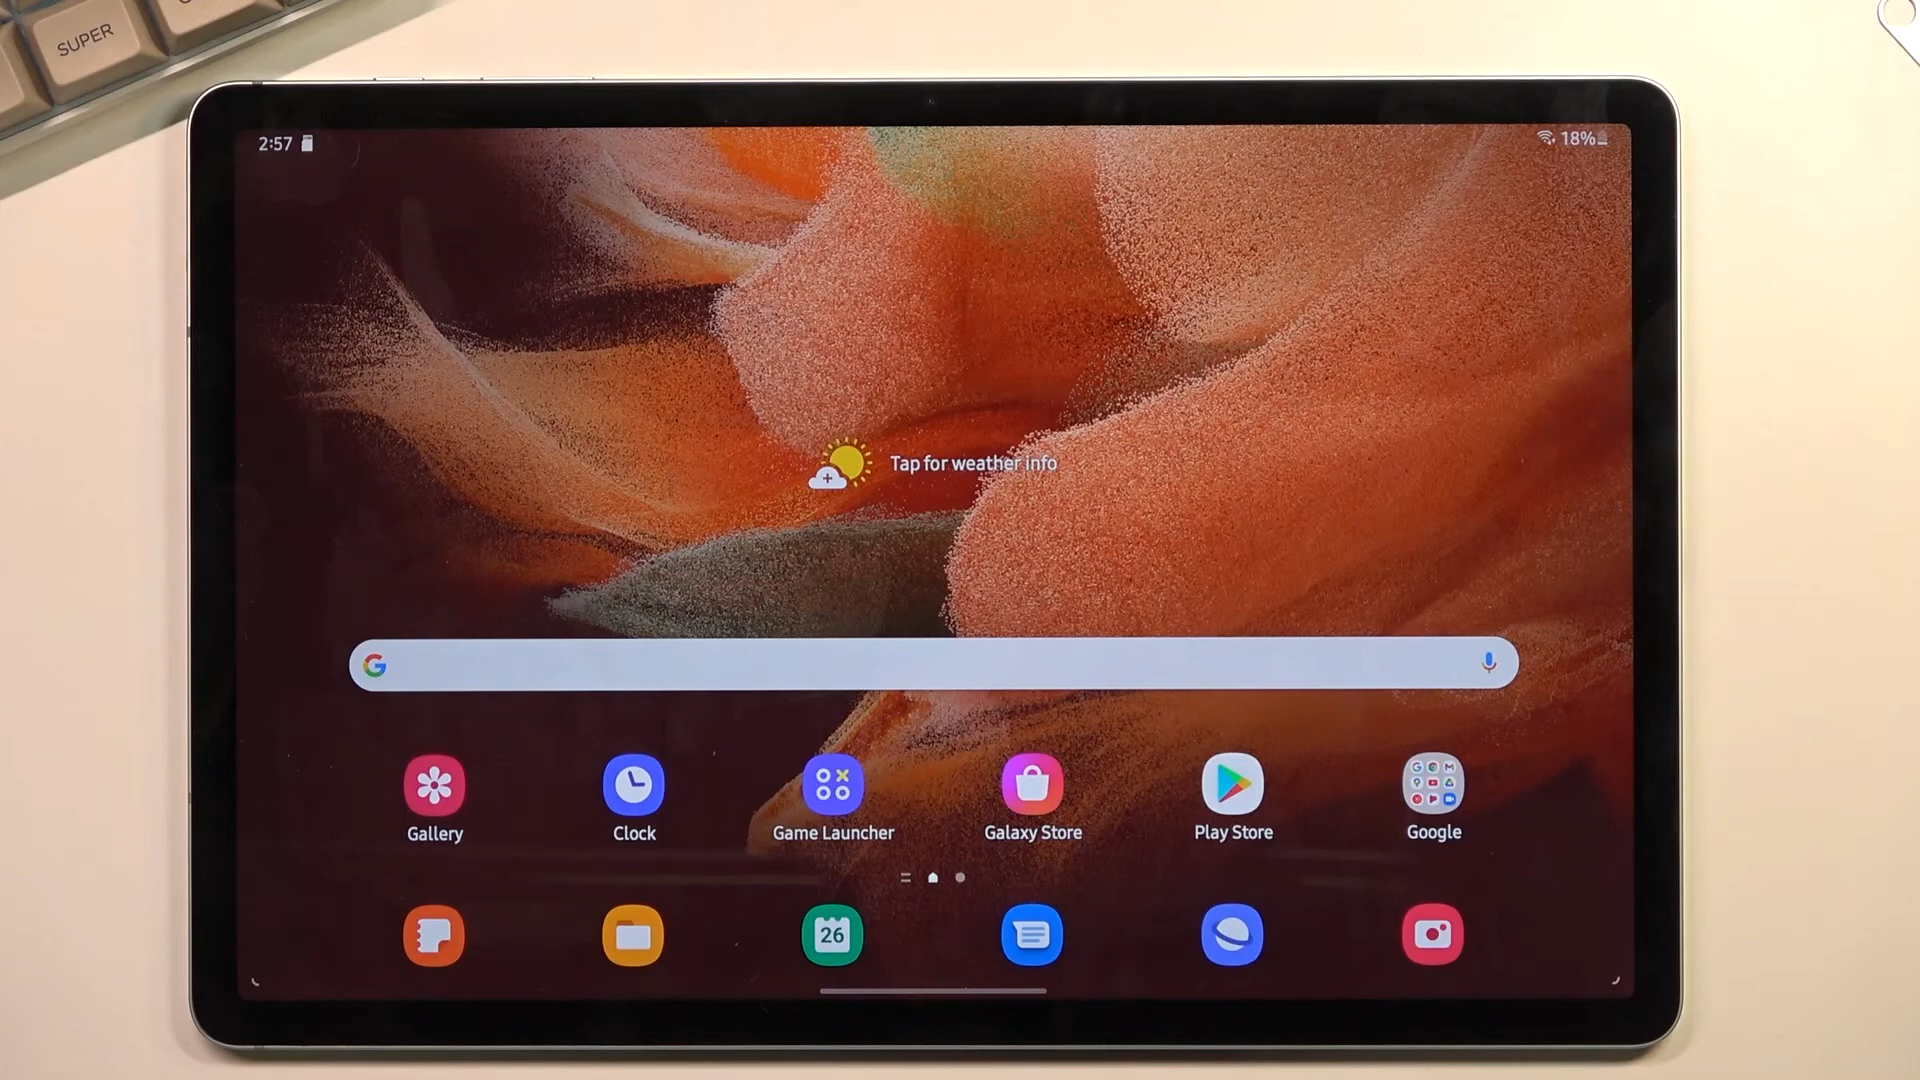 SUPER
2:57
18%
Tap for weather info
G
Gallery
Clock
Game Launcher
Galaxy Store
Play Store
Google
26